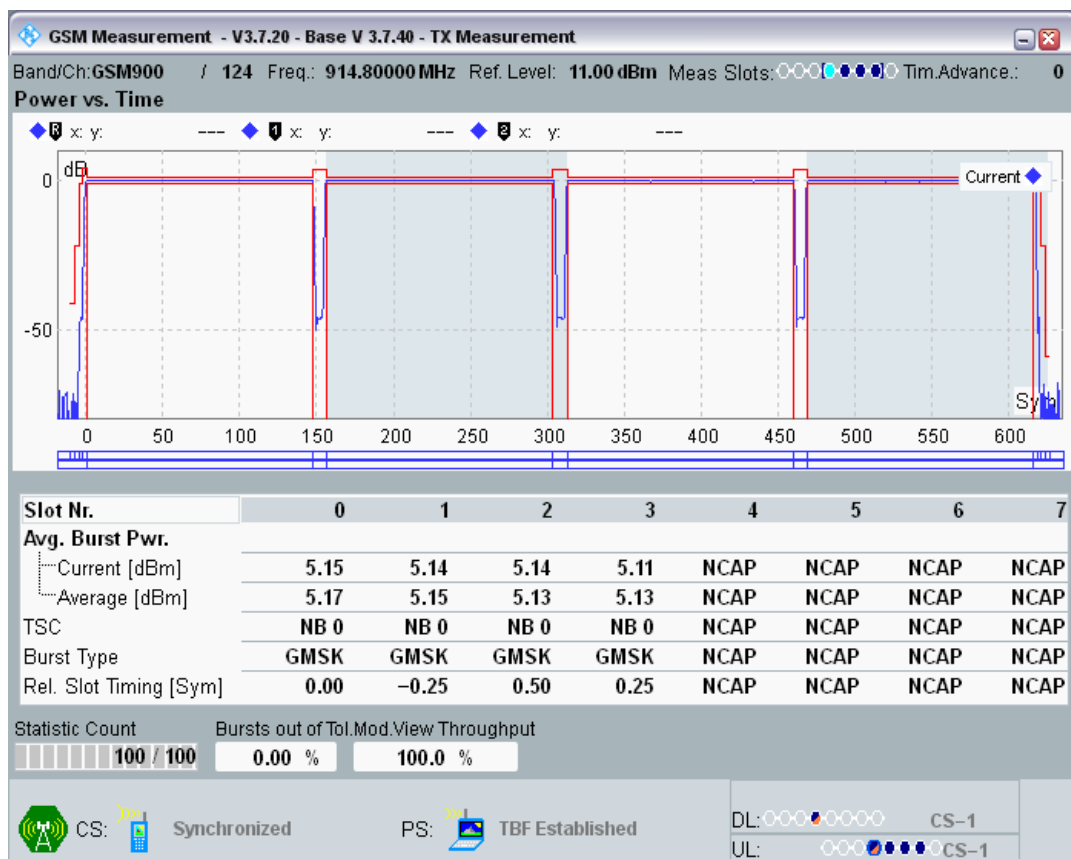 GSM Measurement - V3.7.20 - Base V 3.7.40 - TX Measurement
Band/Ch:GSM900 / 124 Freq.: 914.80000 MHz Ref. Level: 11.00 dBm Meas Slots: Tim.Advance.: 0
Power vs. Time
R x: y: --- 1 x: y: --- 2 x: y: ---
dB
Current
0
-50
Sym
0 50 100 150 200 250 300 350 400 450 500 550 600
Slot Nr. 0 1 2 3 4 5 6 7
Avg. Burst Pwr.
Current [dBm] 5.15 5.14 5.14 5.11 NCAP NCAP NCAP NCAP
Average [dBm] 5.17 5.15 5.13 5.13 NCAP NCAP NCAP NCAP
TSC NB 0 NB 0 NB 0 NB 0 NCAP NCAP NCAP NCAP
Burst Type GMSK GMSK GMSK GMSK NCAP NCAP NCAP NCAP
Rel. Slot Timing [Sym] 0.00 −0.25 0.50 0.25 NCAP NCAP NCAP NCAP
Statistic Count Bursts out of Tol.Mod.View Throughput
100 / 100 0.00 % 100.0 %
CS: Synchronized PS: TBF Established DL: CS−1
UL: CS−1